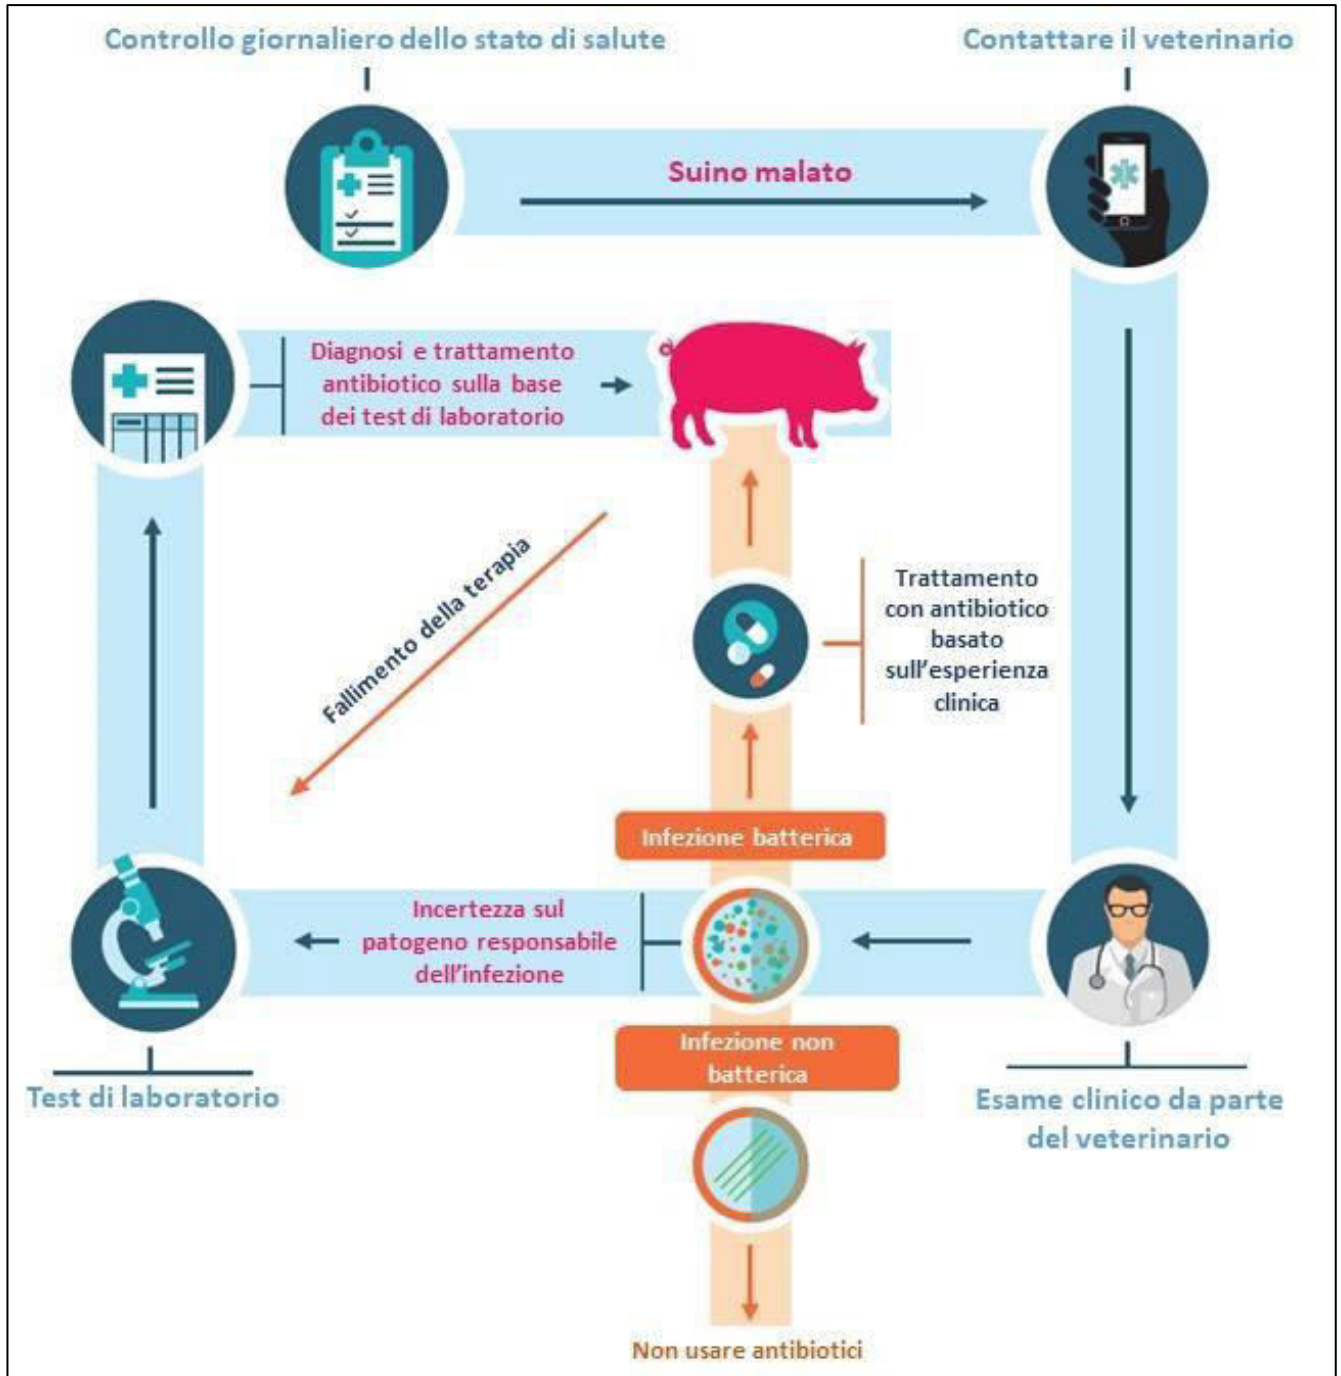 Controllo giornaliero dello stato di salute
Contattare il veterinario
Suino malato
Diagnosi e trattamento
antibiotico sulla base
dei test di laboratorio
Fallimento della terapia
Trattamento
con antibiotico
basato
sull'esperienza
clinica
Infezione batterica
Incertezza sul
patogeno responsabile
dell'infezione
Infezione non
batterica
Test di laboratorio
Esame clinico da parte
del veterinario
Non usare antibiotici